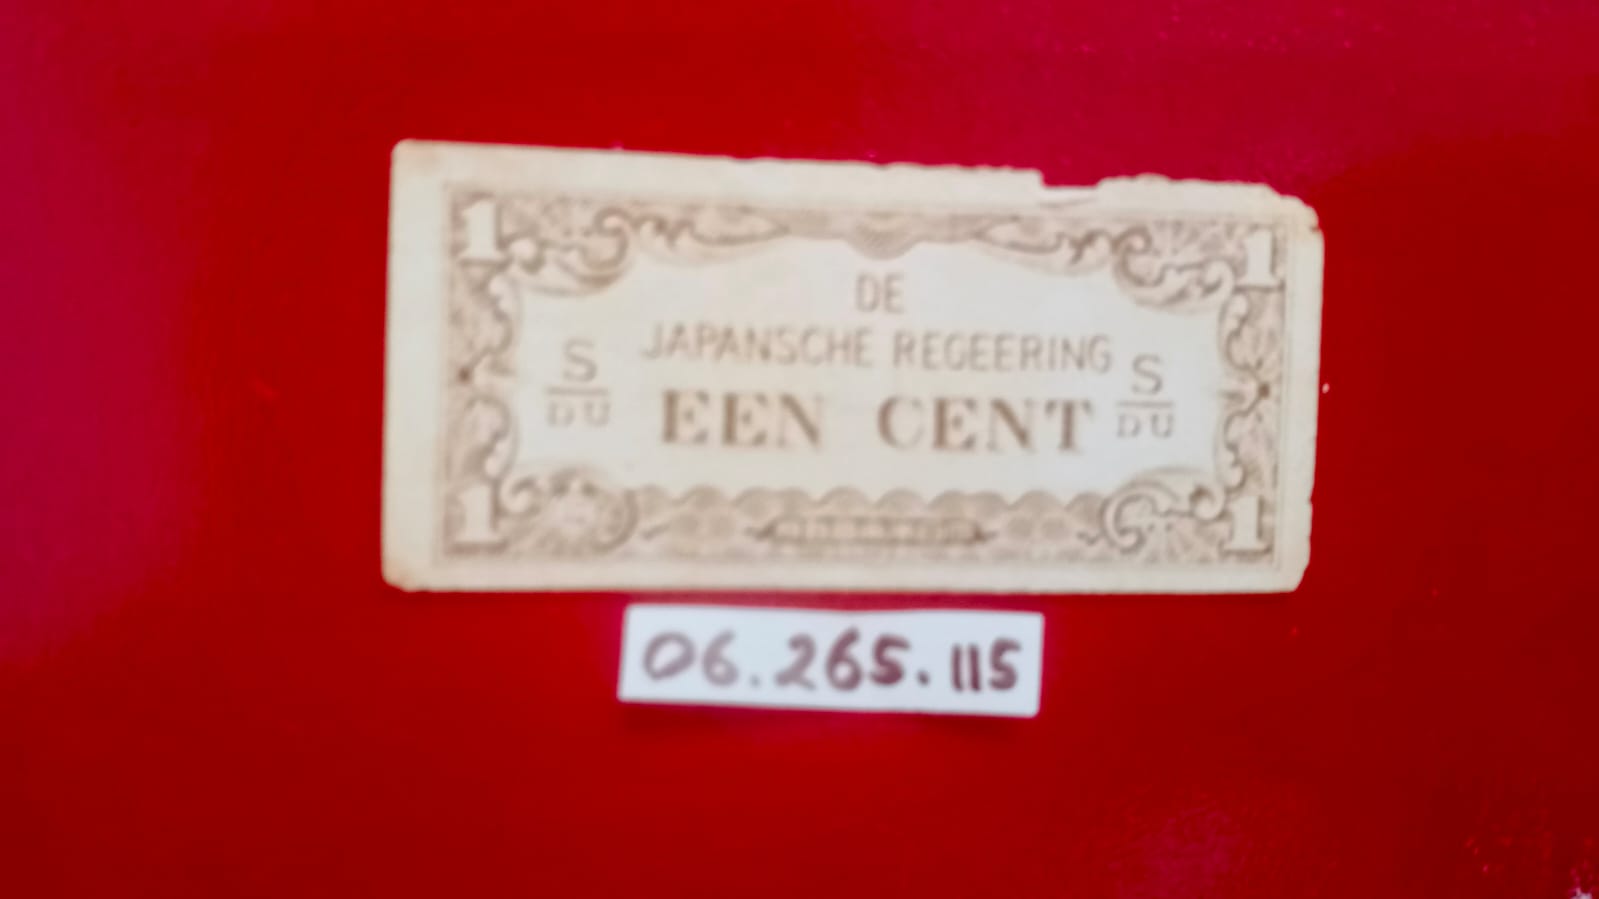 1 1
DE
JAPANSCHE REGEERING
S/DU EEN CENT S/DU
1 1
06.265.115